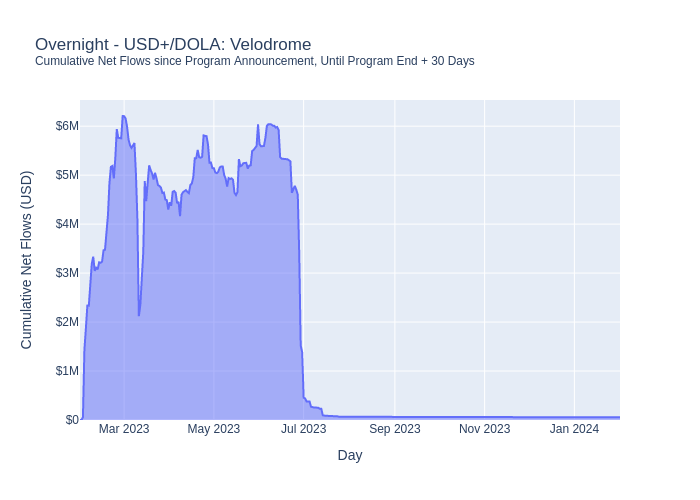 Overnight - USD+/DOLA: Velodrome
Cumulative Net Flows since Program Announcement, Until Program End + 30 Days
Cumulative Net Flows (USD)
$6M
$5M
$4M
$3M
$2M
$1M
$0
Mar 2023 May 2023 Jul 2023 Sep 2023 Nov 2023 Jan 2024
Day